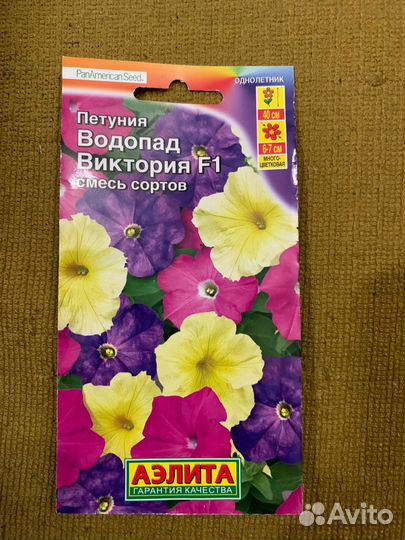 PanAmerican Seed.
ОДНОЛЕТНИК
Петуния
Водопад
Виктория F1
смесь сортов
40 см
6-7 см
МНОГО-
ЦВЕТКОВАЯ
АЭЛИТА
ГАРАНТИЯ КАЧЕСТВА
Avito